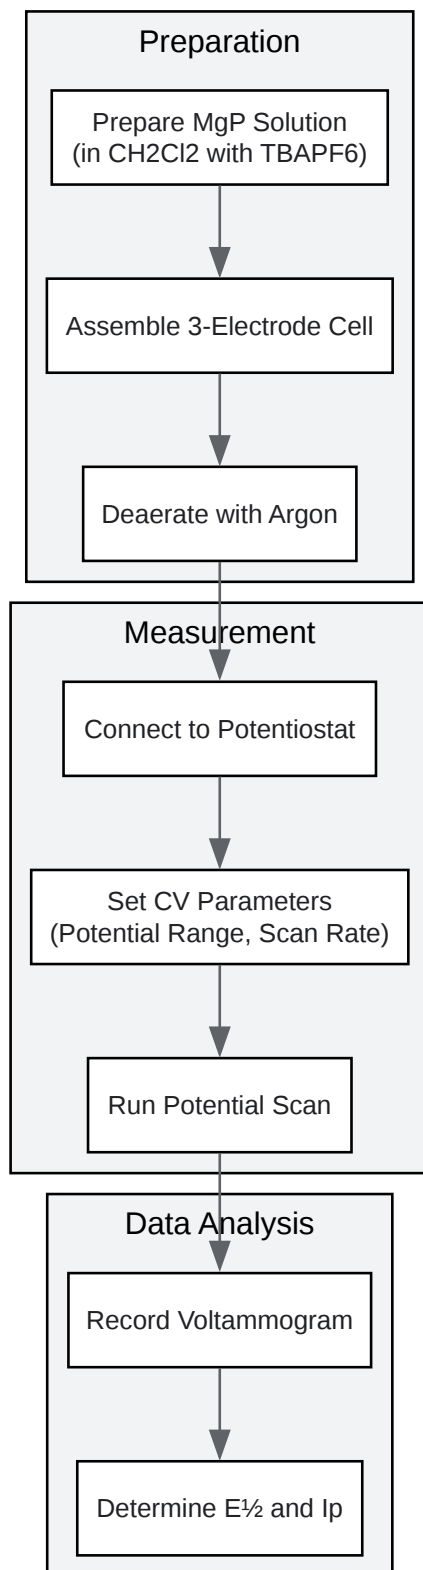 Preparation
Prepare MgP Solution
(in CH2Cl2 with TBAPF6)
Assemble 3-Electrode Cell
Deaerate with Argon
Measurement
Connect to Potentiostat
Set CV Parameters
(Potential Range, Scan Rate)
Run Potential Scan
Data Analysis
Record Voltammogram
Determine E½ and Ip